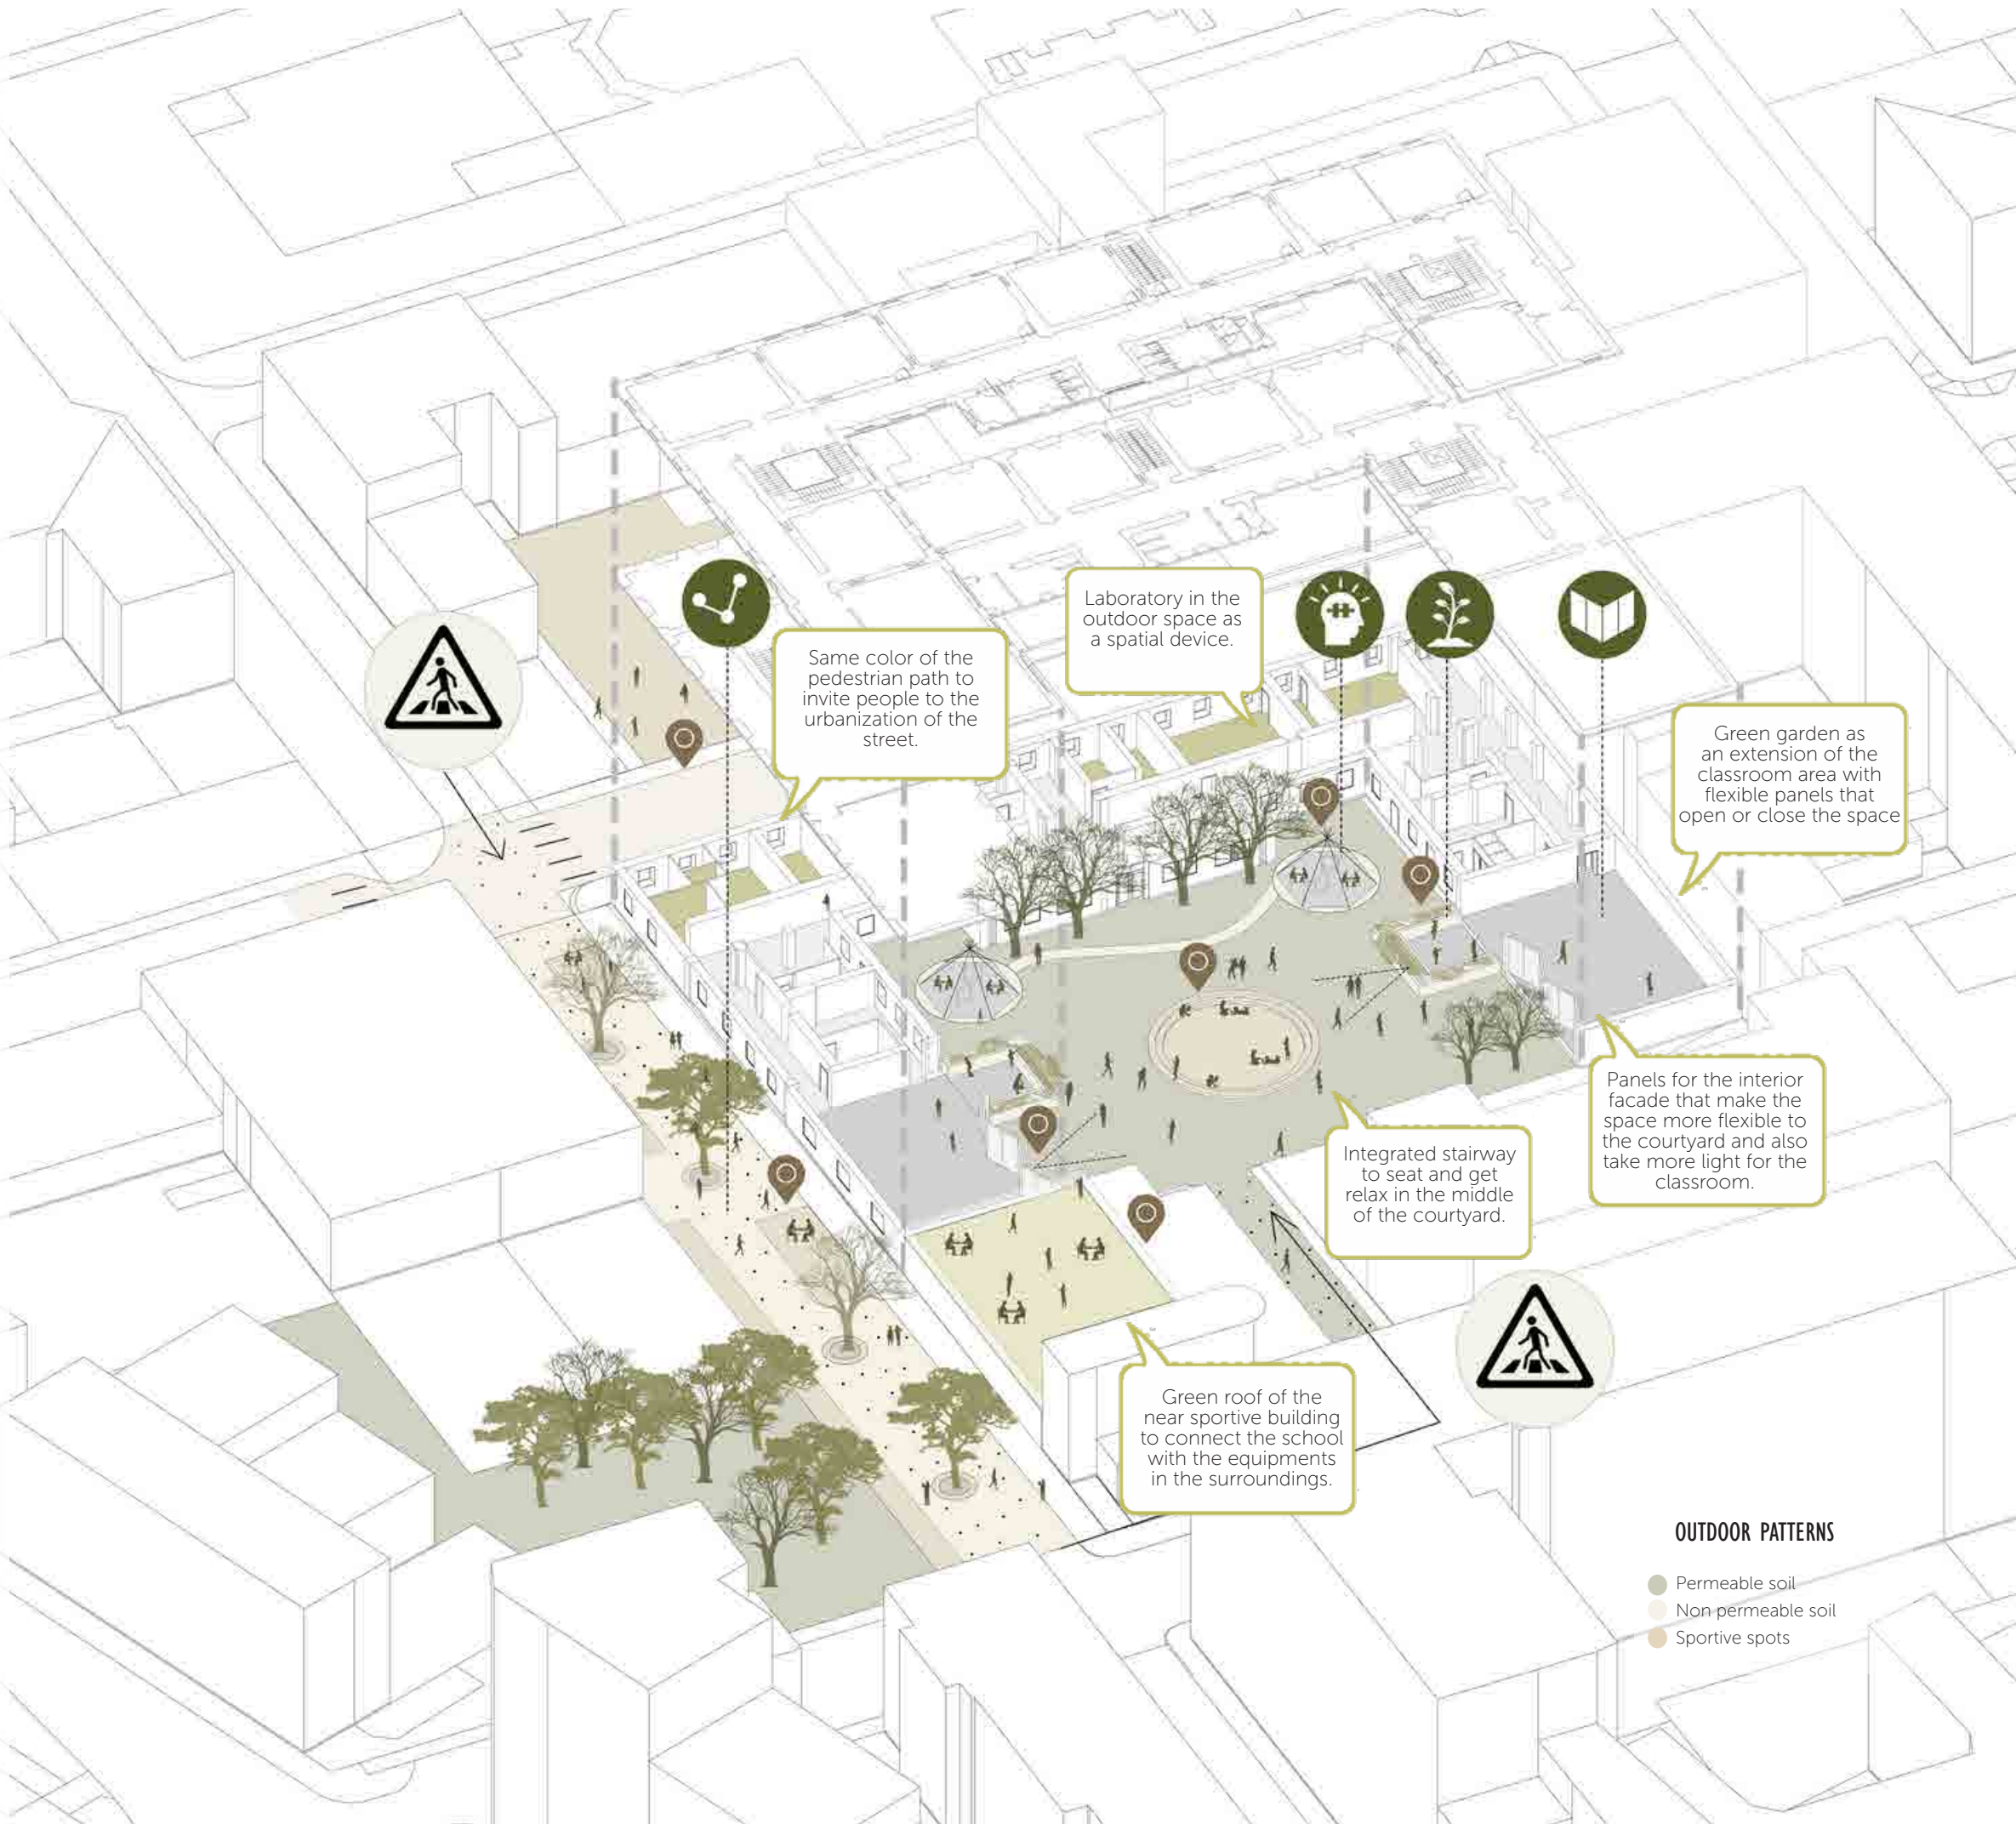 Laboratory in the
outdoor space as
a spatial device.
Same color of the
pedestrian path to
invite people to the
urbanization of the
street.
Green garden as
an extension of the
classroom area with
flexible panels that
open or close the space
Panels for the interior
facade that make the
space more flexible to
the courtyard and also
take more light for the
classroom.
Integrated stairway
to seat and get
relax in the middle
of the courtyard.
Green roof of the
near sportive building
to connect the school
with the equipments
in the surroundings.
OUTDOOR PATTERNS
Permeable soil
Non permeable soil
Sportive spots